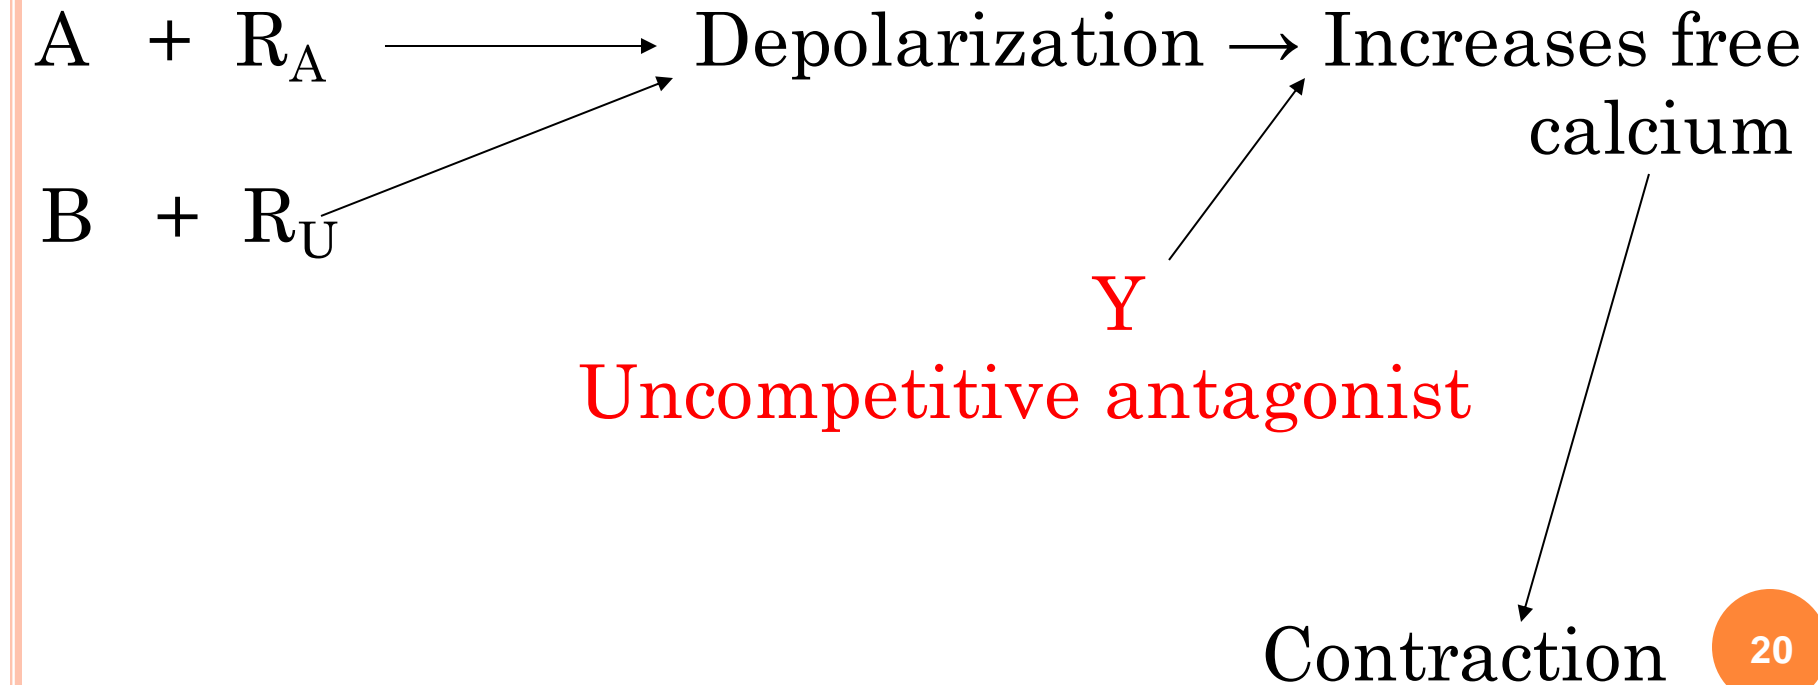 A + R_A → Depolarization → Increases free
calcium
B + R_U
Y
Uncompetitive antagonist
Contraction
20